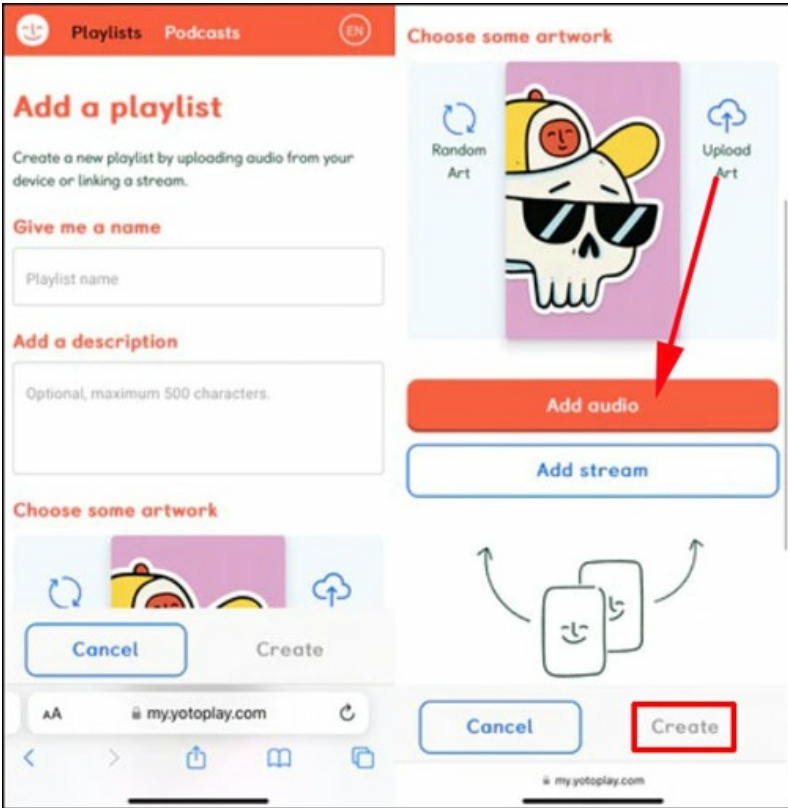 Playlists Podcasts EN
Add a playlist
Create a new playlist by uploading audio from your
device or linking a stream.
Give me a name
Playlist name
Add a description
Optional, maximum 500 characters.
Choose some artwork
Cancel Create
AA my.yotoplay.com
Choose some artwork
Random
Art
Upload
Art
Add audio
Add stream
Cancel Create
my.yotoplay.com